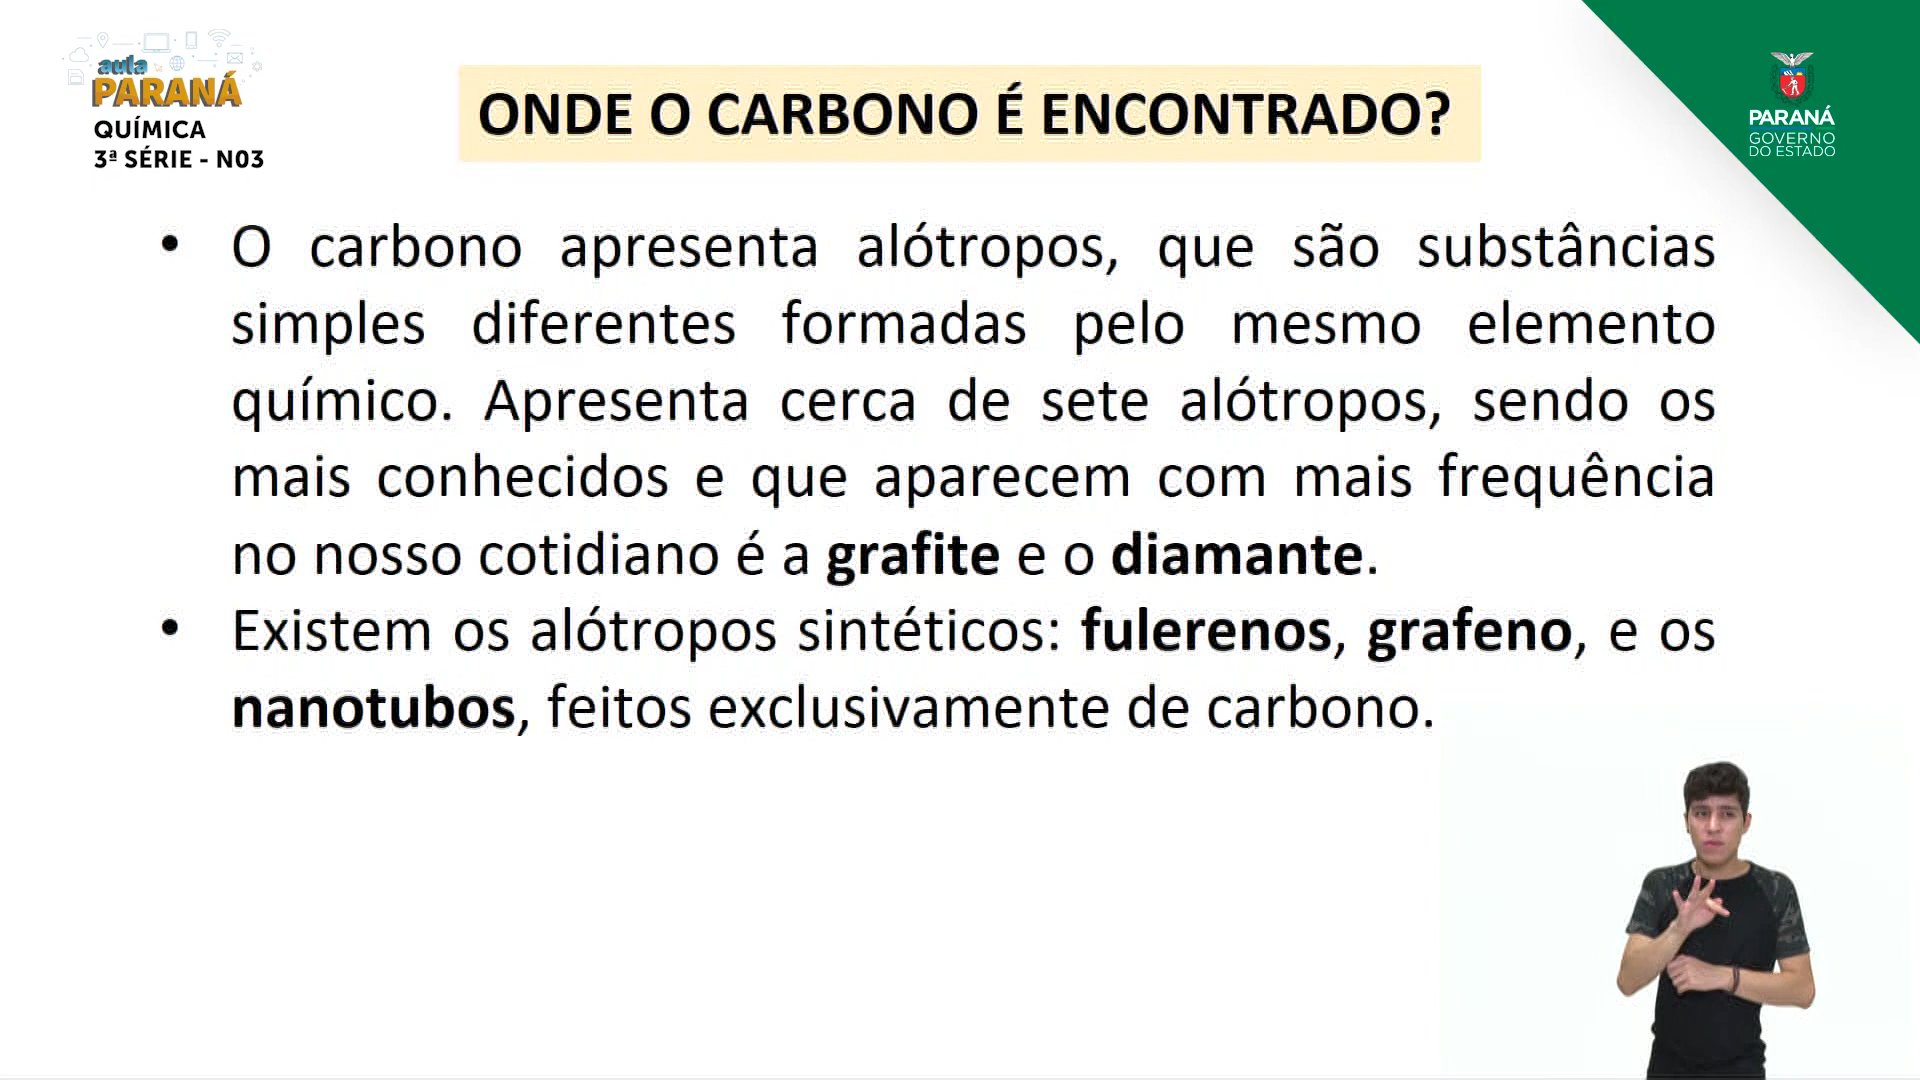 aula
PARANÁ
QUÍMICA
3ª SÉRIE - N03
ONDE O CARBONO É ENCONTRADO?
PARANÁ
GOVERNO
DO ESTADO
• O carbono apresenta alótropos, que são substâncias
simples diferentes formadas pelo mesmo elemento
químico. Apresenta cerca de sete alótropos, sendo os
mais conhecidos e que aparecem com mais frequência
no nosso cotidiano é a grafite e o diamante.
• Existem os alótropos sintéticos: fulerenos, grafeno, e os
nanotubos, feitos exclusivamente de carbono.